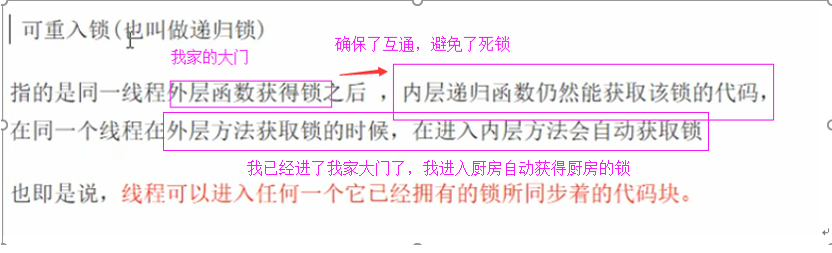 可重入锁(也叫做递归锁)
确保了互通，避免了死锁
我家的大门
指的是同一线程外层函数获得锁之后 ，内层递归函数仍然能获取该锁的代码，
在同一个线程在外层方法获取锁的时候，在进入内层方法会自动获取锁
我已经进了我家大门了，我进入厨房自动获得厨房的锁
也即是说，线程可以进入任何一个它已经拥有的锁所同步着的代码块。